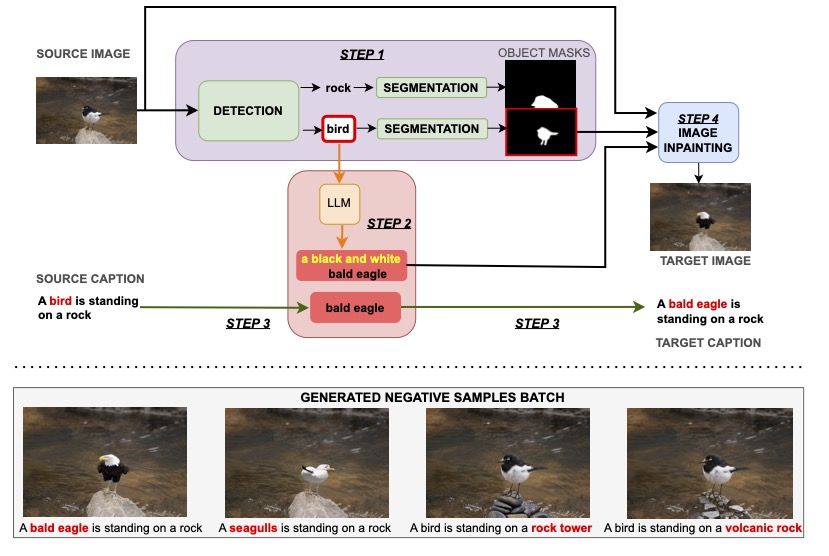 SOURCE IMAGE
STEP 1
OBJECT MASKS
DETECTION
rock
SEGMENTATION
bird
SEGMENTATION
STEP 4
IMAGE
INPAINTING
LLM
STEP 2
a black and white
bald eagle
TARGET IMAGE
SOURCE CAPTION
A bird is standing
on a rock
STEP 3
bald eagle
STEP 3
A bald eagle is
standing on a rock
TARGET CAPTION
GENERATED NEGATIVE SAMPLES BATCH
A bald eagle is standing on a rock
A seagulls is standing on a rock
A bird is standing on a rock tower
A bird is standing on a volcanic rock